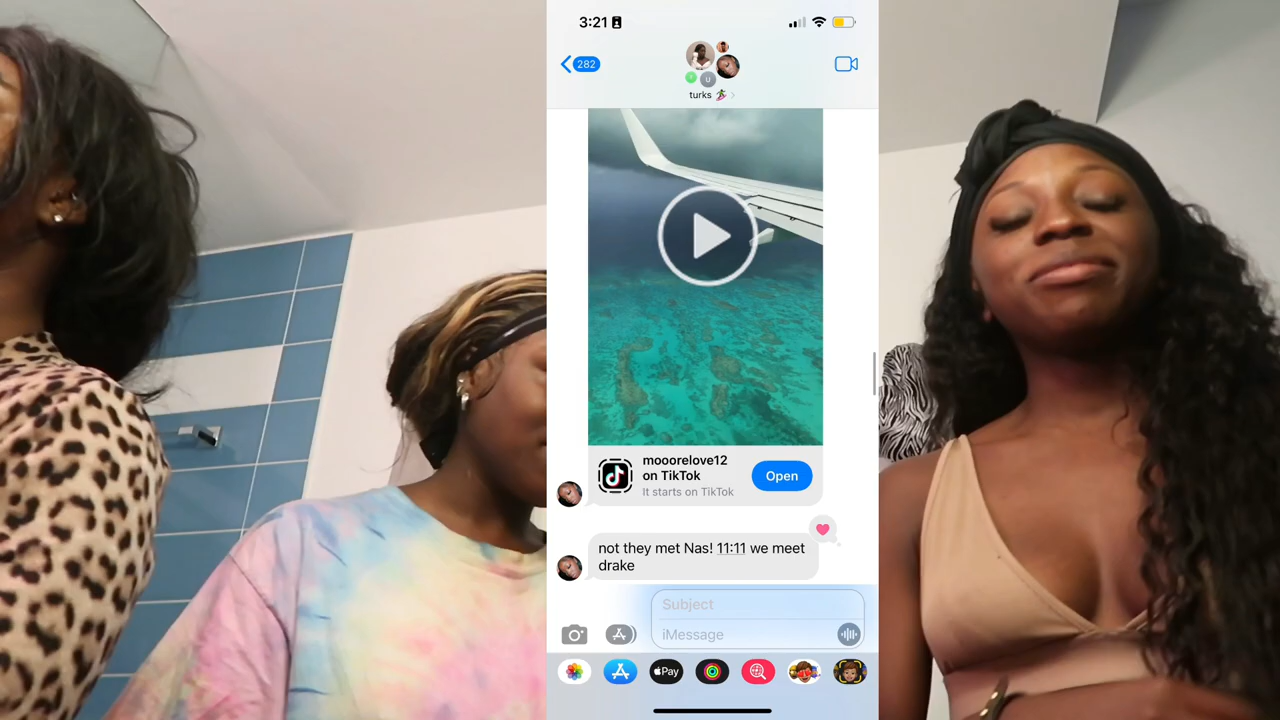 3:21
282
turks
U
mooorelove12
on TikTok
Open
It starts on TikTok
not they met Nas! 11:11 we meet
drake
Subject
iMessage
Pay